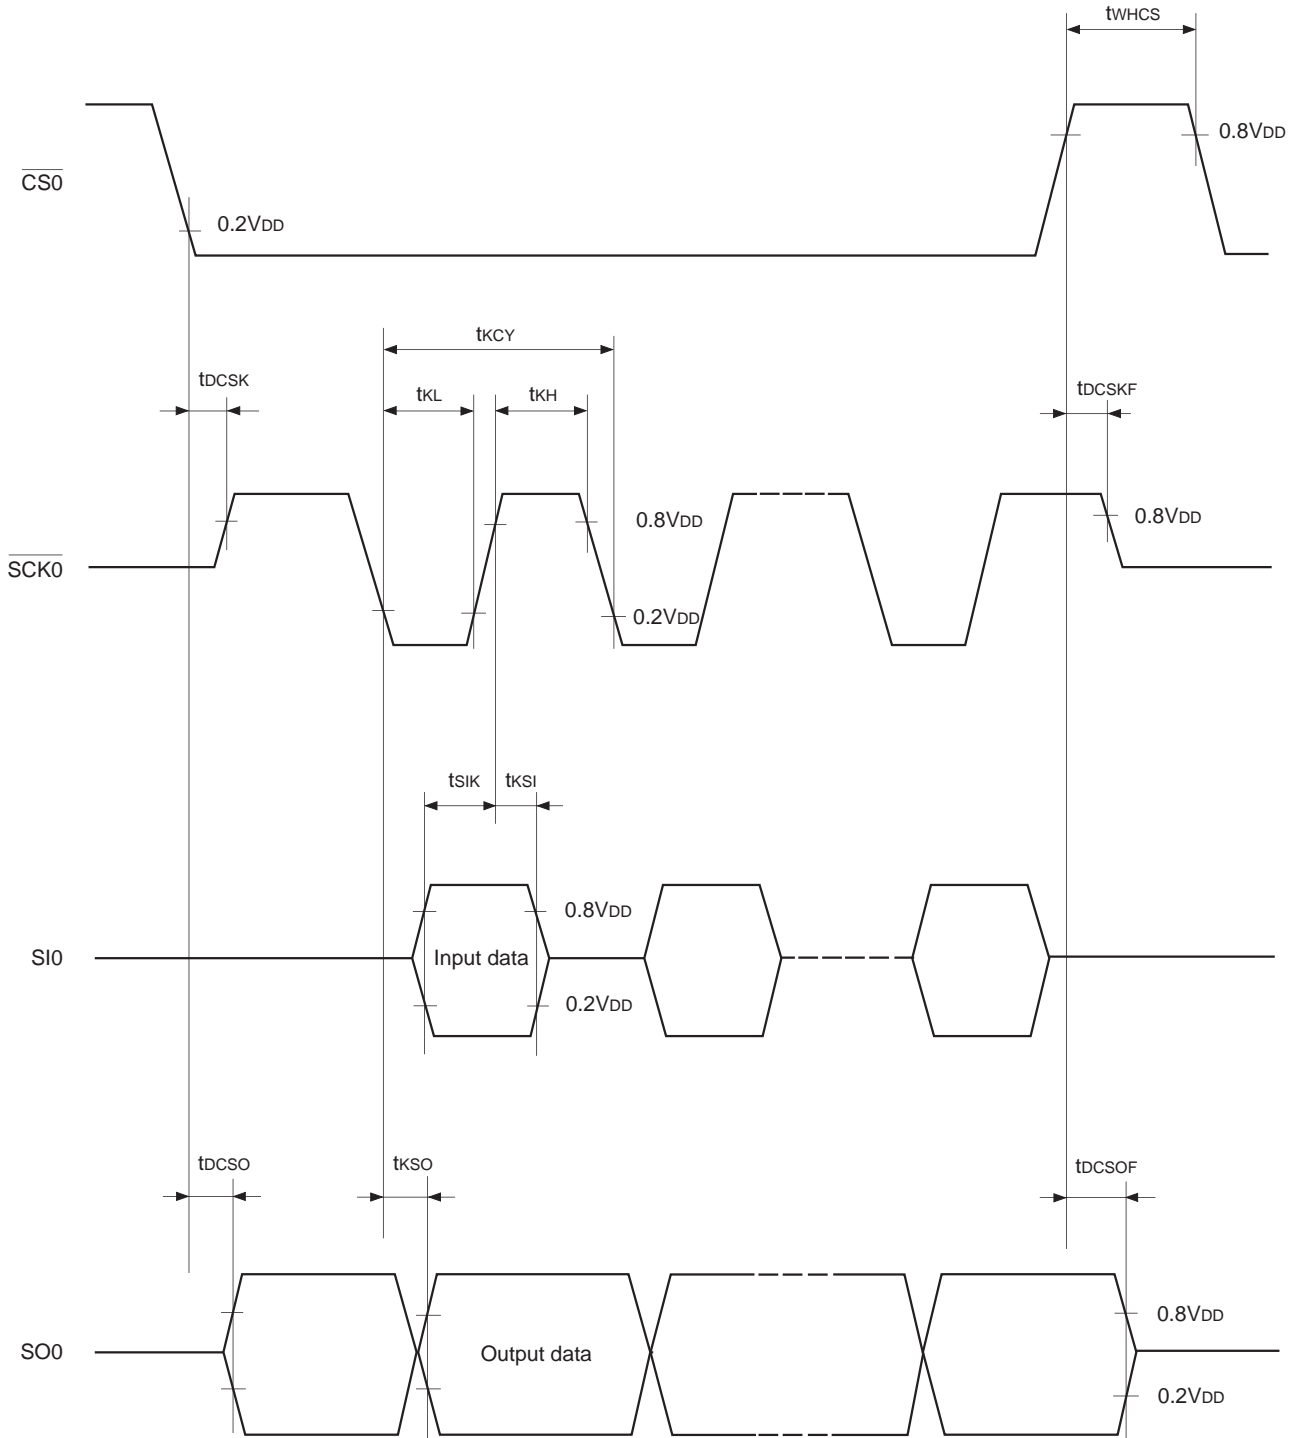 tWHCS
0.8VDD
CS0
0.2VDD
tKCY
tDCSK
tKL
tKH
tDCSKF
0.8VDD
0.8VDD
SCK0
0.2VDD
tSIK
tKSI
0.8VDD
SI0
Input data
0.2VDD
tDCSO
tKSO
tDCSOF
0.8VDD
SO0
Output data
0.2VDD